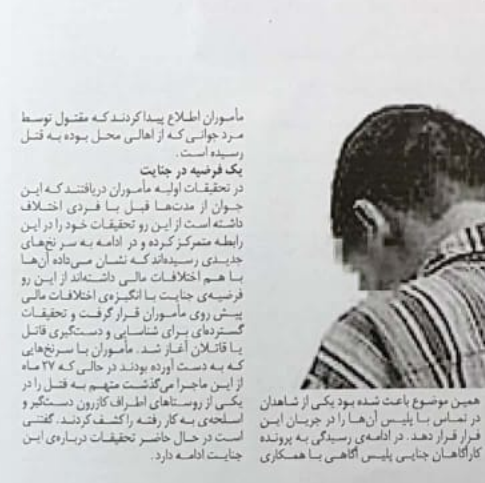 همین موضوع باعث شده بود یکی از شاهدان
در تماس با پلیس آن‌ها را در جریان این
قرار قرار دهد. در ادامه‌ی رسیدگی به پرونده
کارآگاهان جنایی پلیس آگاهی با همکاری
مأموران اطلاع پیدا کردند که مقتول توسط
مرد جوانی که از اهالی محل بوده به قتل
رسیده است.
یک فرضیه در جنایت
در تحقیقات اولیه مأموران دریافتند که این
جوان از مدت‌ها قبل با فردی اختلاف
داشته است از این رو تحقیقات خود را در این
رابطه متمرکز کرده و در ادامه به سر نخ‌های
جدیدی رسیده‌اند که نشان می‌داده آن‌ها
با هم اختلافات مالی داشته‌اند از این رو
فرضیه‌ی جنایت با انگیزه‌ی اختلافات مالی
پیش روی مأموران قرار گرفت و تحقیقات
گسترده‌ای برای شناسایی و دستگیری قاتل
یا قاتلان آغاز شد. مأموران با سرنخ‌هایی
که به دست آورده بودند در حالی که ۲۷ ماه
از این ماجرا می‌گذشت متهم به قتل را در
یکی از روستاهای اطراف کازرون دستگیر و
اسلحه‌ی به کار رفته را کشف کردند. گفتنی
است در حال حاضر تحقیقات درباره‌ی این
جنایت ادامه دارد.